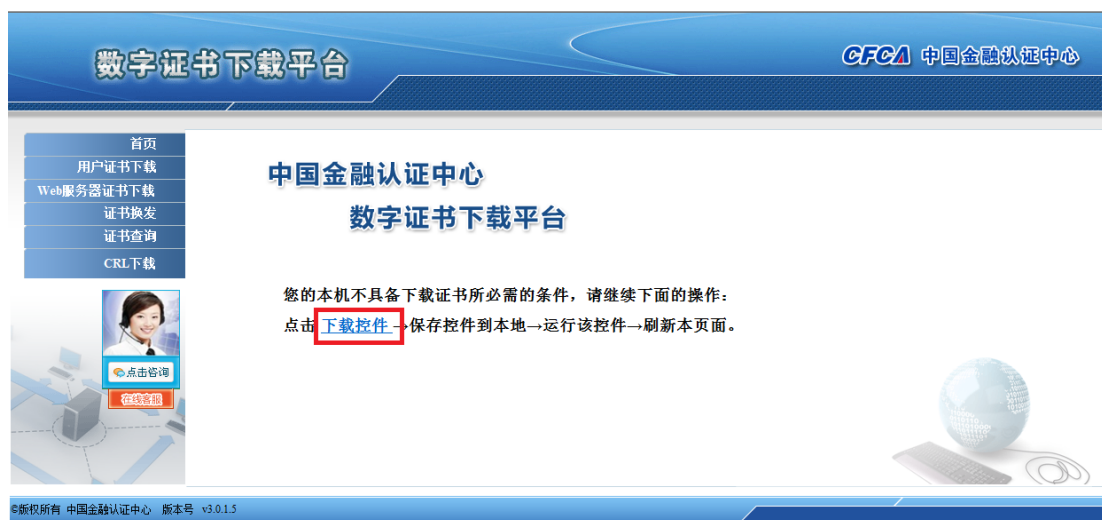 数字证书下载平台
CFCA 中国金融认证中心
首页
用户证书下载
Web服务器证书下载
证书换发
证书查询
CRL下载
中国金融认证中心
数字证书下载平台
您的本机不具备下载证书所必需的条件，请继续下面的操作：
点击 下载控件 →保存控件到本地→运行该控件→刷新本页面。
点击咨询
在线客服
©版权所有 中国金融认证中心 版本号 v3.0.1.5